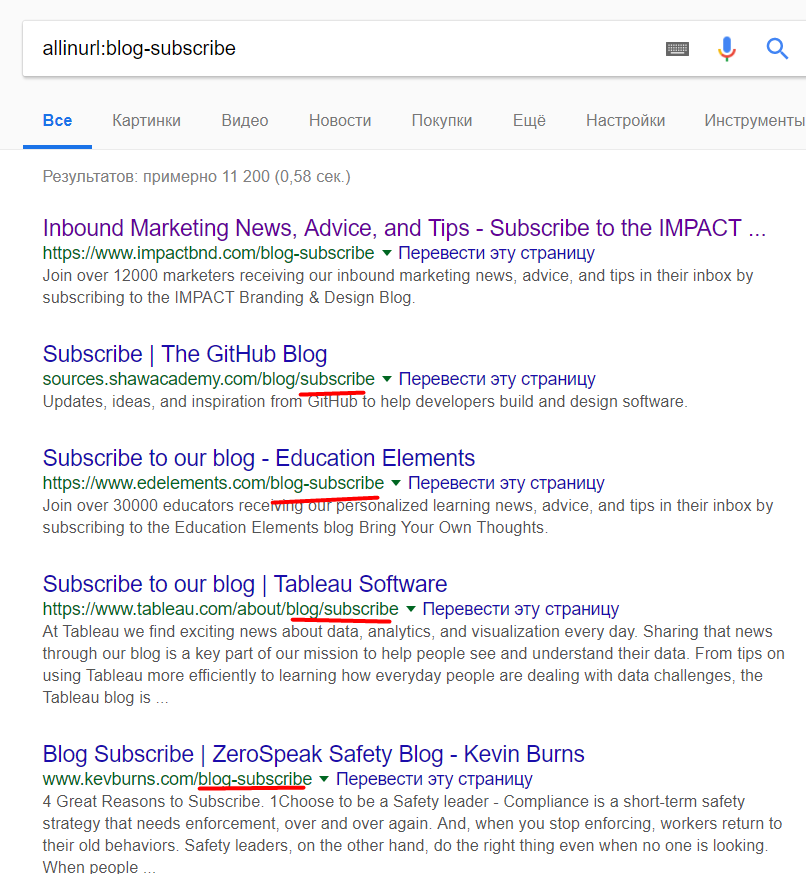 allinurl:blog-subscribe
Все Картинки Видео Новости Покупки Ещё Настройки Инструменты
Результатов: примерно 11 200 (0,58 сек.)
Inbound Marketing News, Advice, and Tips - Subscribe to the IMPACT ...
https://www.impactbnd.com/blog-subscribe Перевести эту страницу
Join over 12000 marketers receiving our inbound marketing news, advice, and tips in their inbox by
subscribing to the IMPACT Branding & Design Blog.
Subscribe | The GitHub Blog
sources.shawacademy.com/blog/subscribe Перевести эту страницу
Updates, ideas, and inspiration from GitHub to help developers build and design software.
Subscribe to our blog - Education Elements
https://www.edelements.com/blog-subscribe Перевести эту страницу
Join over 30000 educators receiving our personalized learning news, advice, and tips in their inbox by
subscribing to the Education Elements blog Bring Your Own Thoughts.
Subscribe to our blog | Tableau Software
https://www.tableau.com/about/blog/subscribe Перевести эту страницу
At Tableau we find exciting news about data, analytics, and visualization every day. Sharing that news
through our blog is a key part of our mission to help people see and understand their data. From tips on
using Tableau more efficiently to learning how everyday people are dealing with data challenges, the
Tableau blog is ...
Blog Subscribe | ZeroSpeak Safety Blog - Kevin Burns
www.kevburns.com/blog-subscribe Перевести эту страницу
4 Great Reasons to Subscribe. 1Choose to be a Safety leader - Compliance is a short-term safety
strategy that needs enforcement, over and over again. And, when you stop enforcing, workers return to
their old behaviors. Safety leaders, on the other hand, do the right thing even when no one is looking.
When people ...